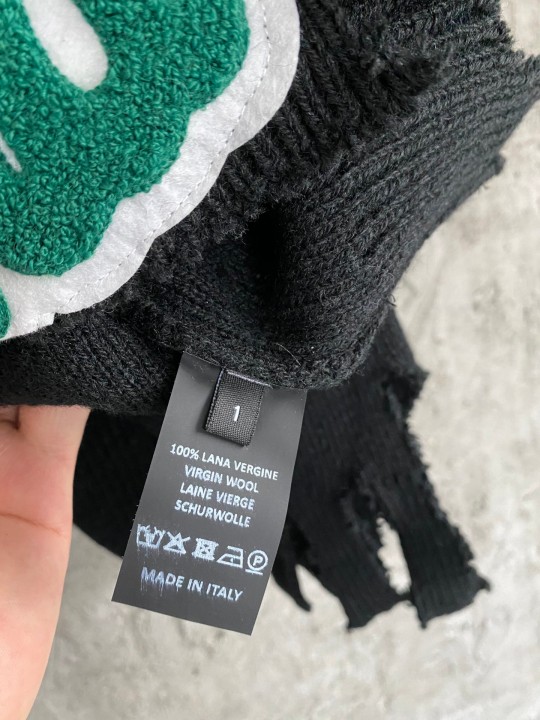 1
100% LANA VERGINE
VIRGIN WOOL
LAINE VIERGE
SCHURWOLLE
P
MADE IN ITALY